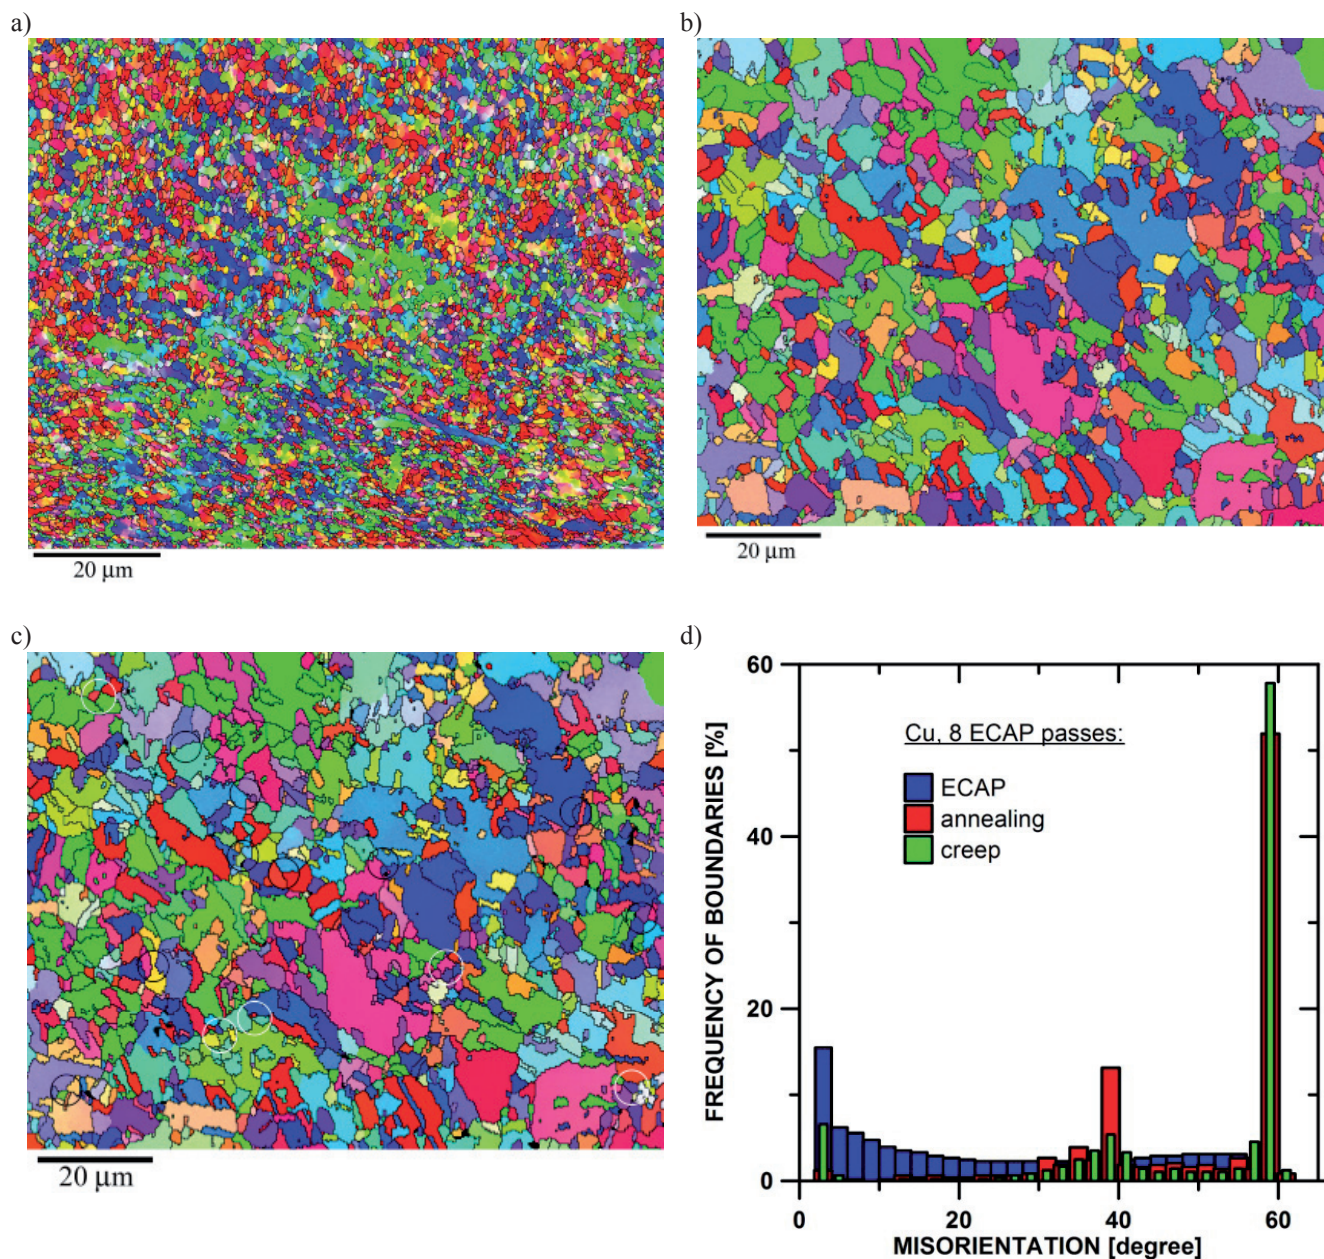 a)
b)
20 µm
20 µm
c)
d)
20 µm
60
40
20
0
FREQUENCY OF BOUNDARIES [%]
Cu, 8 ECAP passes:
ECAP
annealing
creep
0
20
40
60
MISORIENTATION [degree]